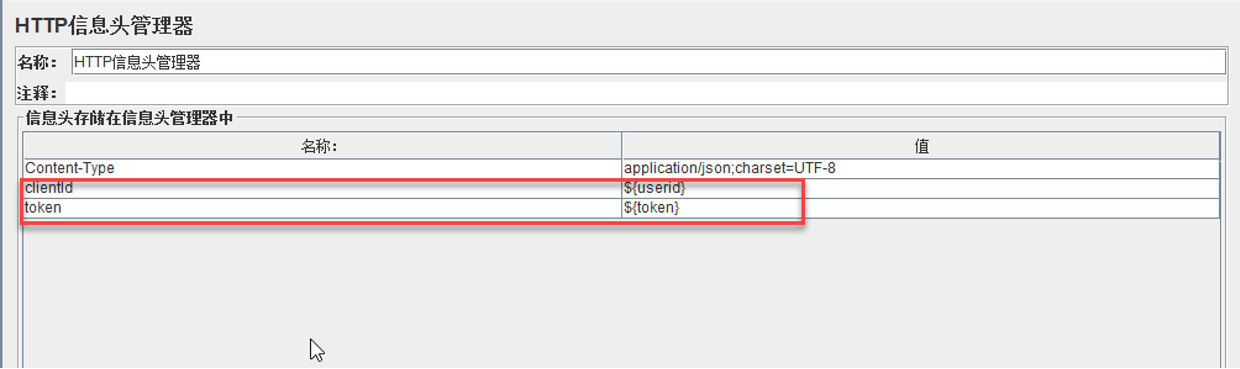 HTTP信息头管理器
名称： HTTP信息头管理器
注释：
信息头存储在信息头管理器中
名称： 值
Content-Type application/json;charset=UTF-8
clientId ${userid}
token ${token}